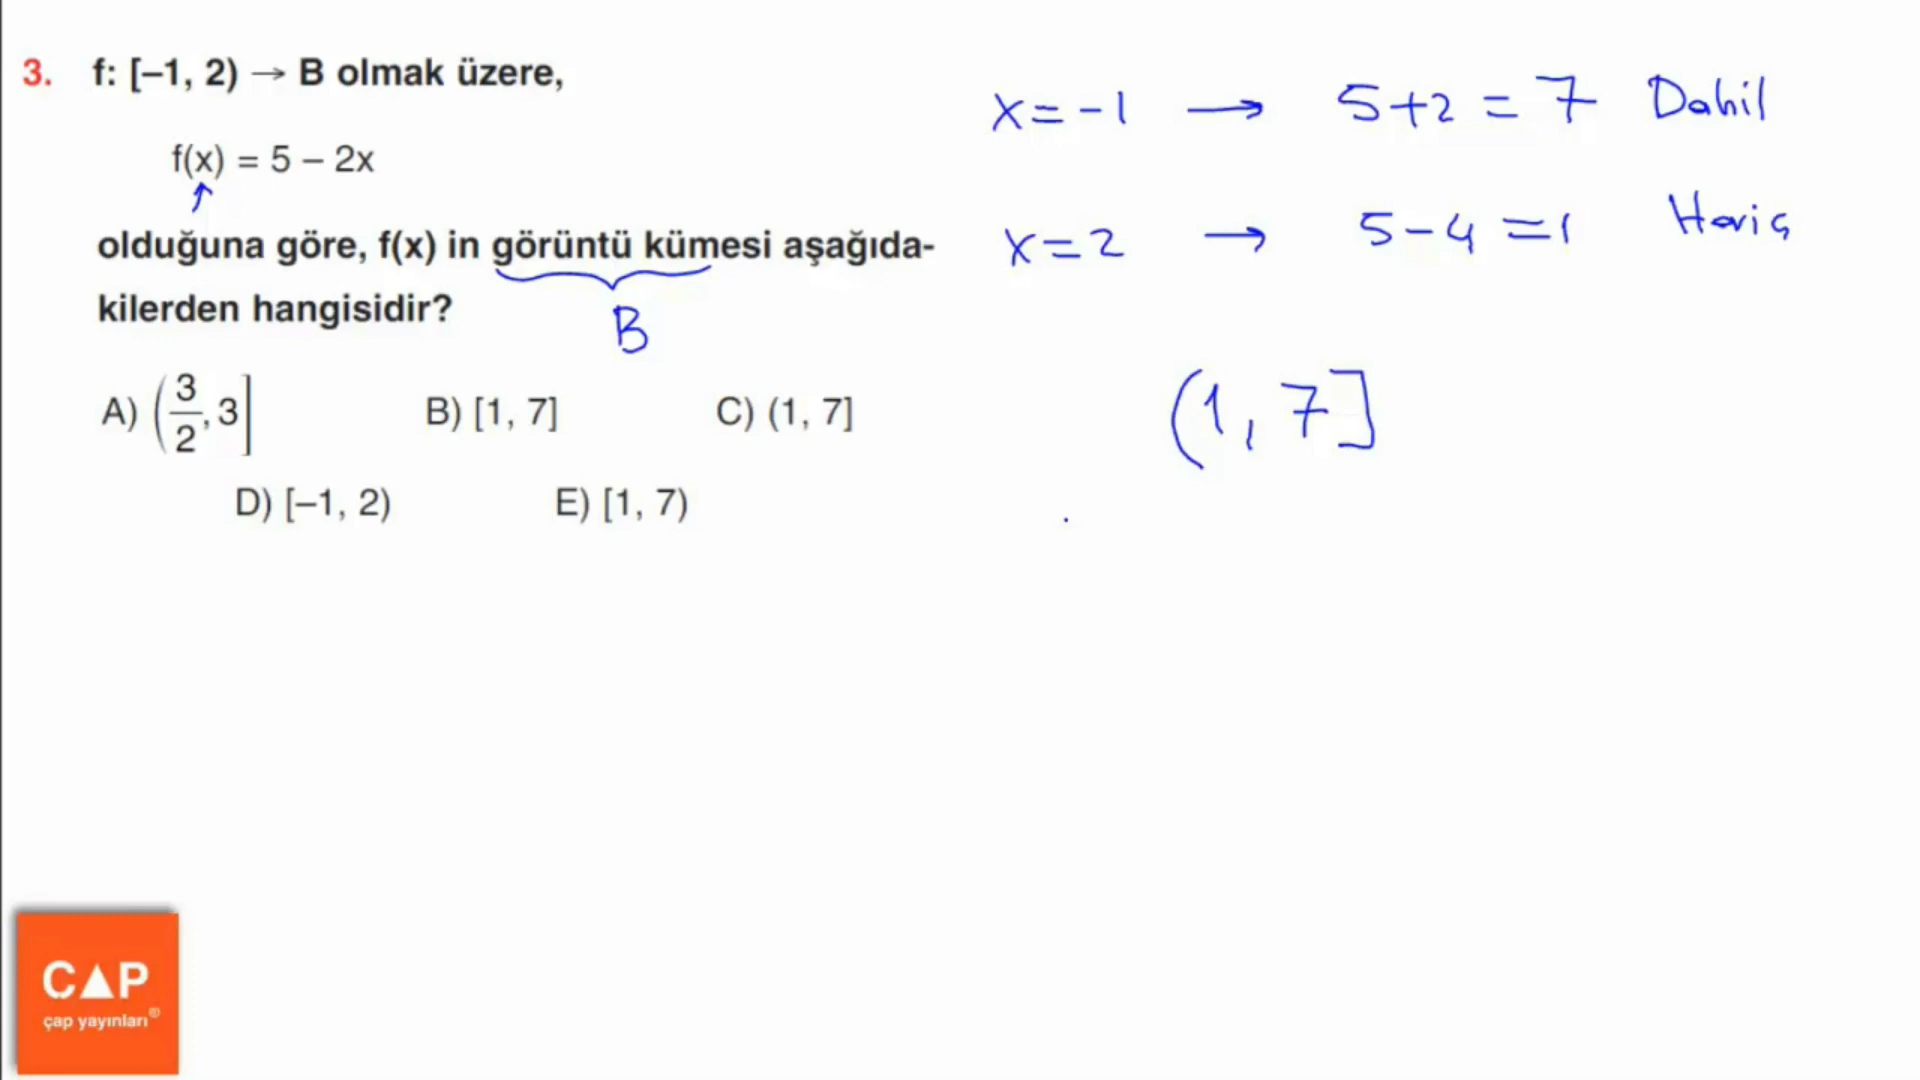 3. f: [–1, 2) → B olmak üzere,
f(x) = 5 – 2x
olduğuna göre, f(x) in görüntü kümesi aşağıda-
kilerden hangisidir?
B
A) (3/2, 3]
B) [1, 7]
C) (1, 7]
D) [–1, 2)
E) [1, 7)
x = -1 → 5+2 = 7 Dahil
x = 2 → 5-4 = 1 Hariç
(1, 7]
CAP
çap yayınları®